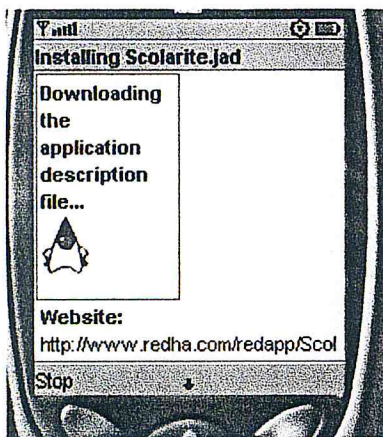 Installing Scolarite.jad
Downloading
the
application
description
file...
Website:
http://www.redha.com/redapp/Scol
Stop